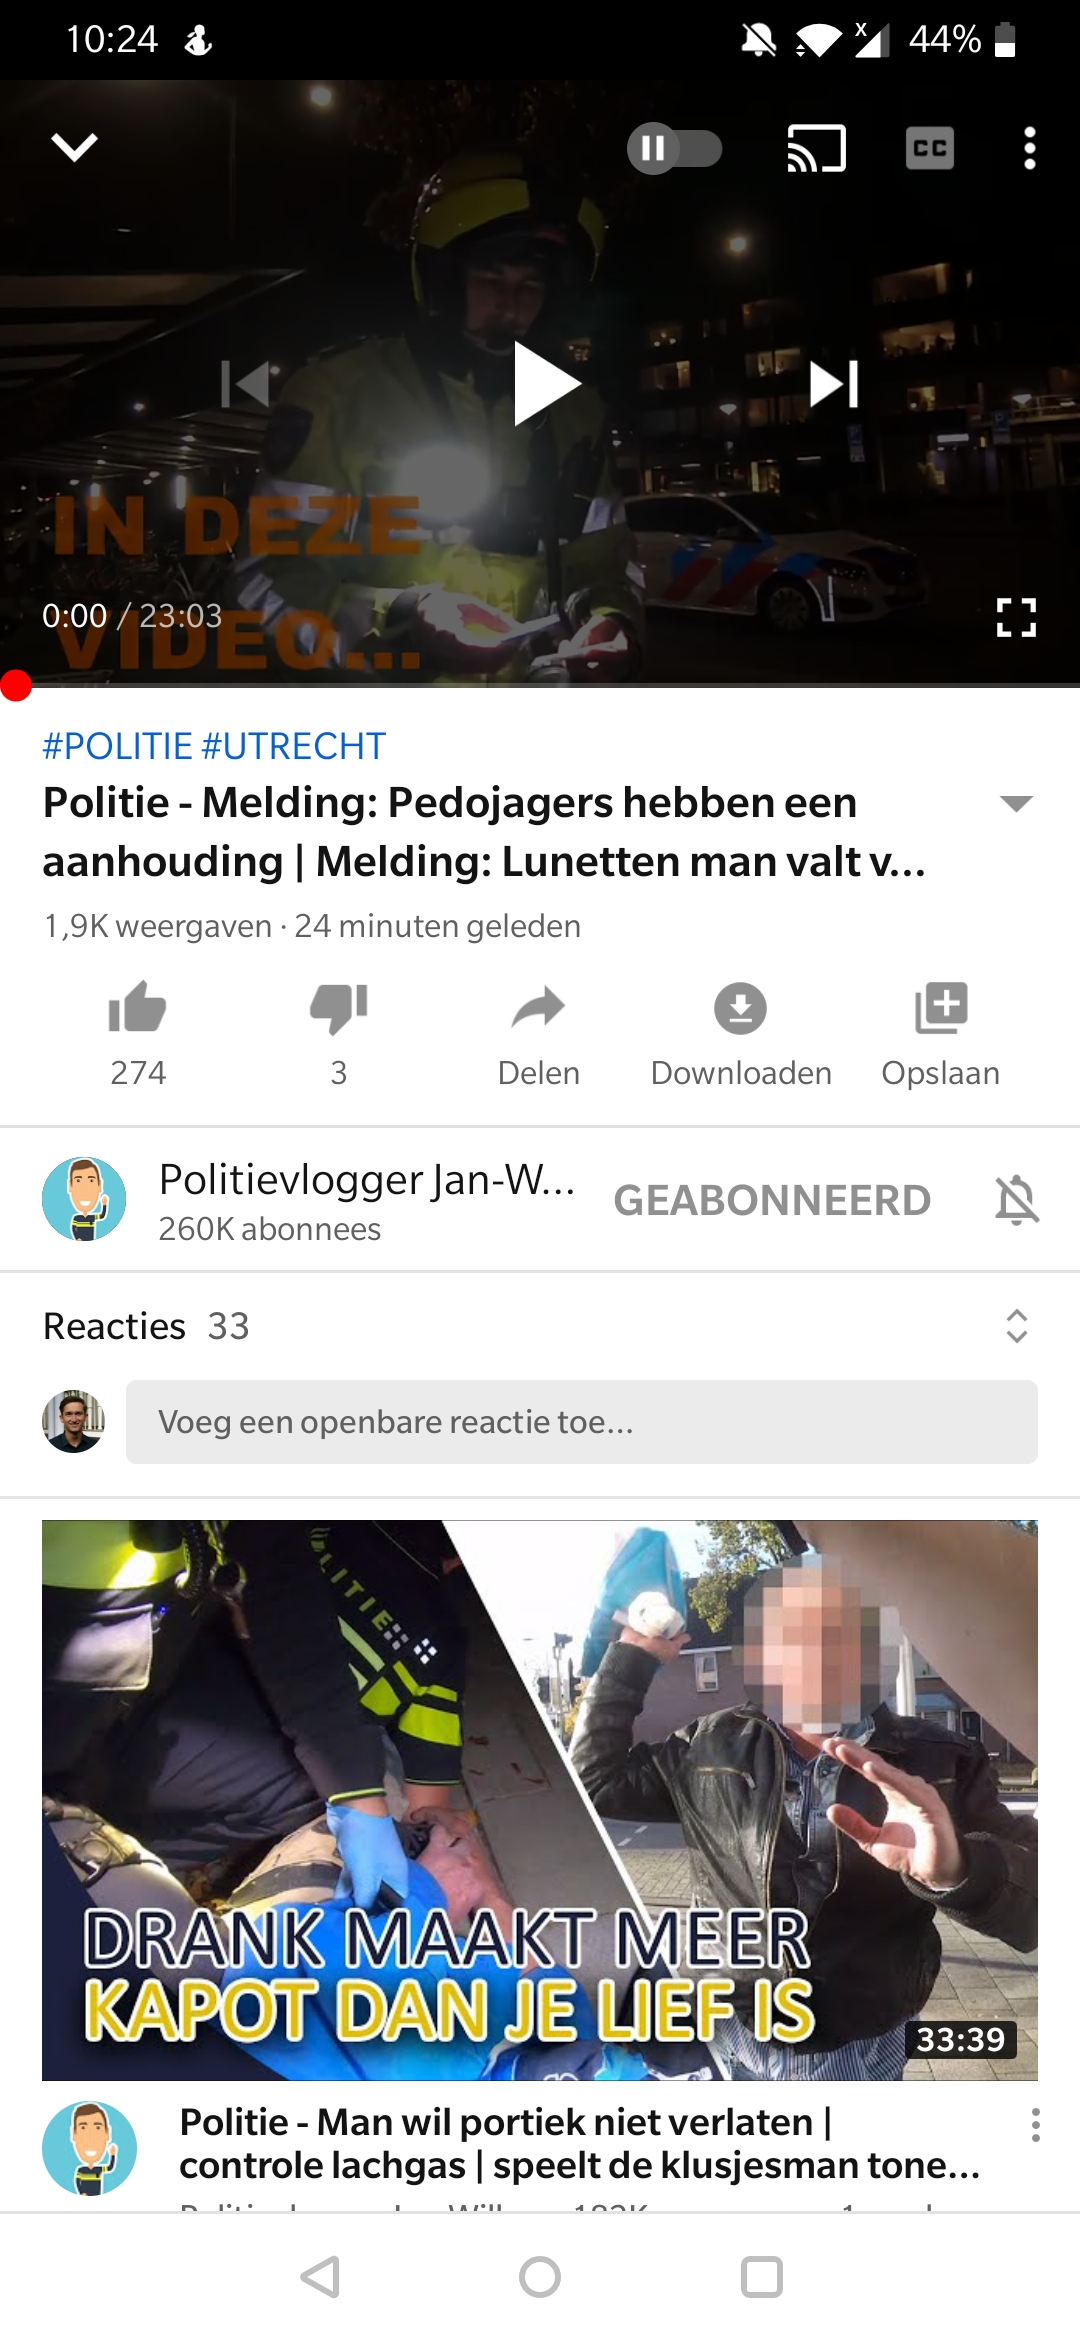 10:24
44%
CC
IN DEZE
VIDEO...
0:00 / 23:03
#POLITIE #UTRECHT
Politie - Melding: Pedojagers hebben een
aanhouding | Melding: Lunetten man valt v...
1,9K weergaven · 24 minuten geleden
274
3
Delen
Downloaden
Opslaan
Politievlogger Jan-W...
260K abonnees
GEABONNEERD
Reacties 33
Voeg een openbare reactie toe...
DRANK MAAKT MEER
KAPOT DAN JE LIEF IS
33:39
Politie - Man wil portiek niet verlaten |
controle lachgas | speelt de klusjesman tone...